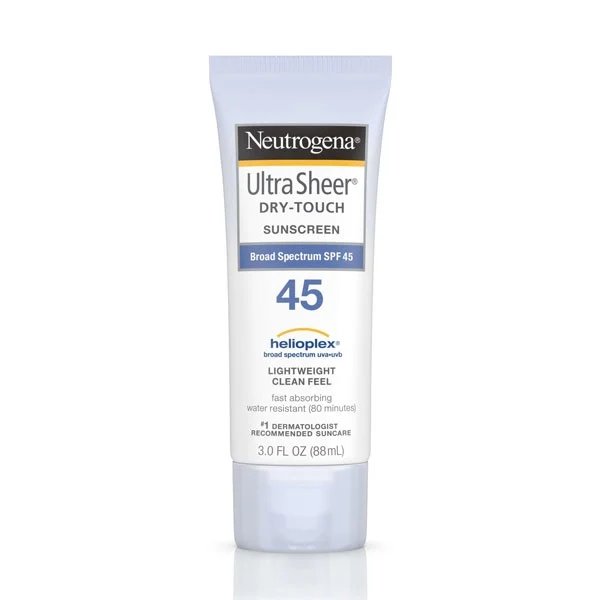 Neutrogena®
Ultra Sheer®
DRY-TOUCH
SUNSCREEN
Broad Spectrum SPF 45
45
helioplex®
broad spectrum uva•uvb
LIGHTWEIGHT
CLEAN FEEL
fast absorbing
water resistant (80 minutes)
#1 DERMATOLOGIST
RECOMMENDED SUNCARE
3.0 FL OZ (88mL)